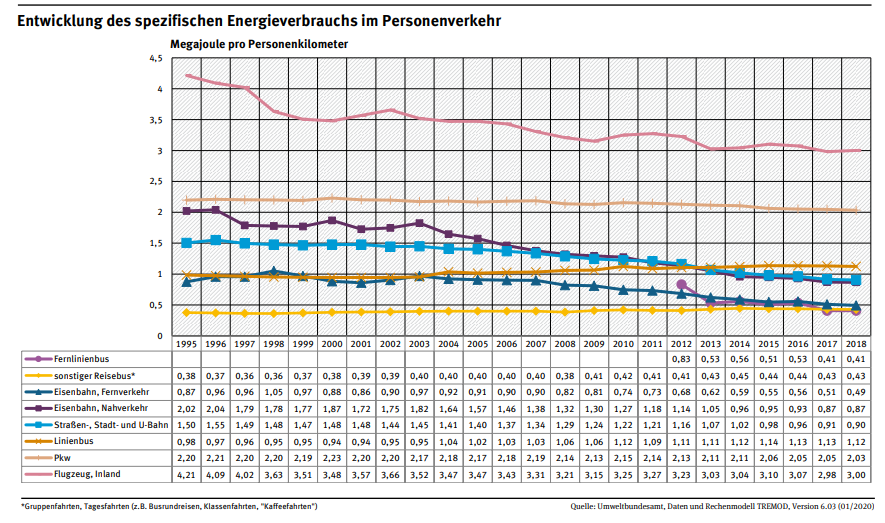 Entwicklung des spezifischen Energieverbrauchs im Personenverkehr
Megajoule pro Personenkilometer
4,5
4
3,5
3
2,5
2
1,5
1
0,5
0
1995 1996 1997 1998 1999 2000 2001 2002 2003 2004 2005 2006 2007 2008 2009 2010 2011 2012 2013 2014 2015 2016 2017 2018
Fernlinienbus 0,83 0,53 0,56 0,51 0,53 0,41 0,41
sonstiger Reisebus* 0,38 0,37 0,36 0,36 0,37 0,38 0,39 0,39 0,40 0,40 0,40 0,40 0,40 0,38 0,41 0,42 0,41 0,41 0,43 0,45 0,44 0,44 0,43 0,43
Eisenbahn, Fernverkehr 0,87 0,96 0,96 1,05 0,97 0,88 0,86 0,90 0,97 0,92 0,91 0,90 0,90 0,82 0,81 0,74 0,73 0,68 0,62 0,59 0,55 0,56 0,51 0,49
Eisenbahn, Nahverkehr 2,02 2,04 1,79 1,78 1,77 1,87 1,72 1,75 1,82 1,64 1,57 1,46 1,38 1,32 1,30 1,27 1,18 1,14 1,05 0,96 0,95 0,93 0,87 0,87
Straßen-, Stadt- und U-Bahn 1,50 1,55 1,49 1,48 1,47 1,48 1,48 1,44 1,45 1,41 1,40 1,37 1,34 1,29 1,24 1,22 1,21 1,16 1,07 1,02 0,98 0,96 0,91 0,90
Linienbus 0,98 0,97 0,96 0,95 0,95 0,94 0,94 0,95 0,95 1,04 1,02 1,03 1,03 1,06 1,06 1,12 1,09 1,11 1,11 1,12 1,14 1,13 1,13 1,12
Pkw 2,20 2,21 2,20 2,20 2,19 2,23 2,20 2,20 2,17 2,18 2,17 2,18 2,19 2,14 2,13 2,15 2,14 2,13 2,11 2,11 2,06 2,05 2,05 2,03
Flugzeug, Inland 4,21 4,09 4,02 3,63 3,51 3,48 3,57 3,66 3,52 3,47 3,47 3,43 3,31 3,21 3,15 3,25 3,27 3,23 3,03 3,04 3,10 3,07 2,98 3,00
*Gruppenfahrten, Tagesfahrten (z.B. Busrundreisen, Klassenfahrten, "Kaffeefahrten")
Quelle: Umweltbundesamt, Daten und Rechenmodell TREMOD, Version 6.03 (01/2020)